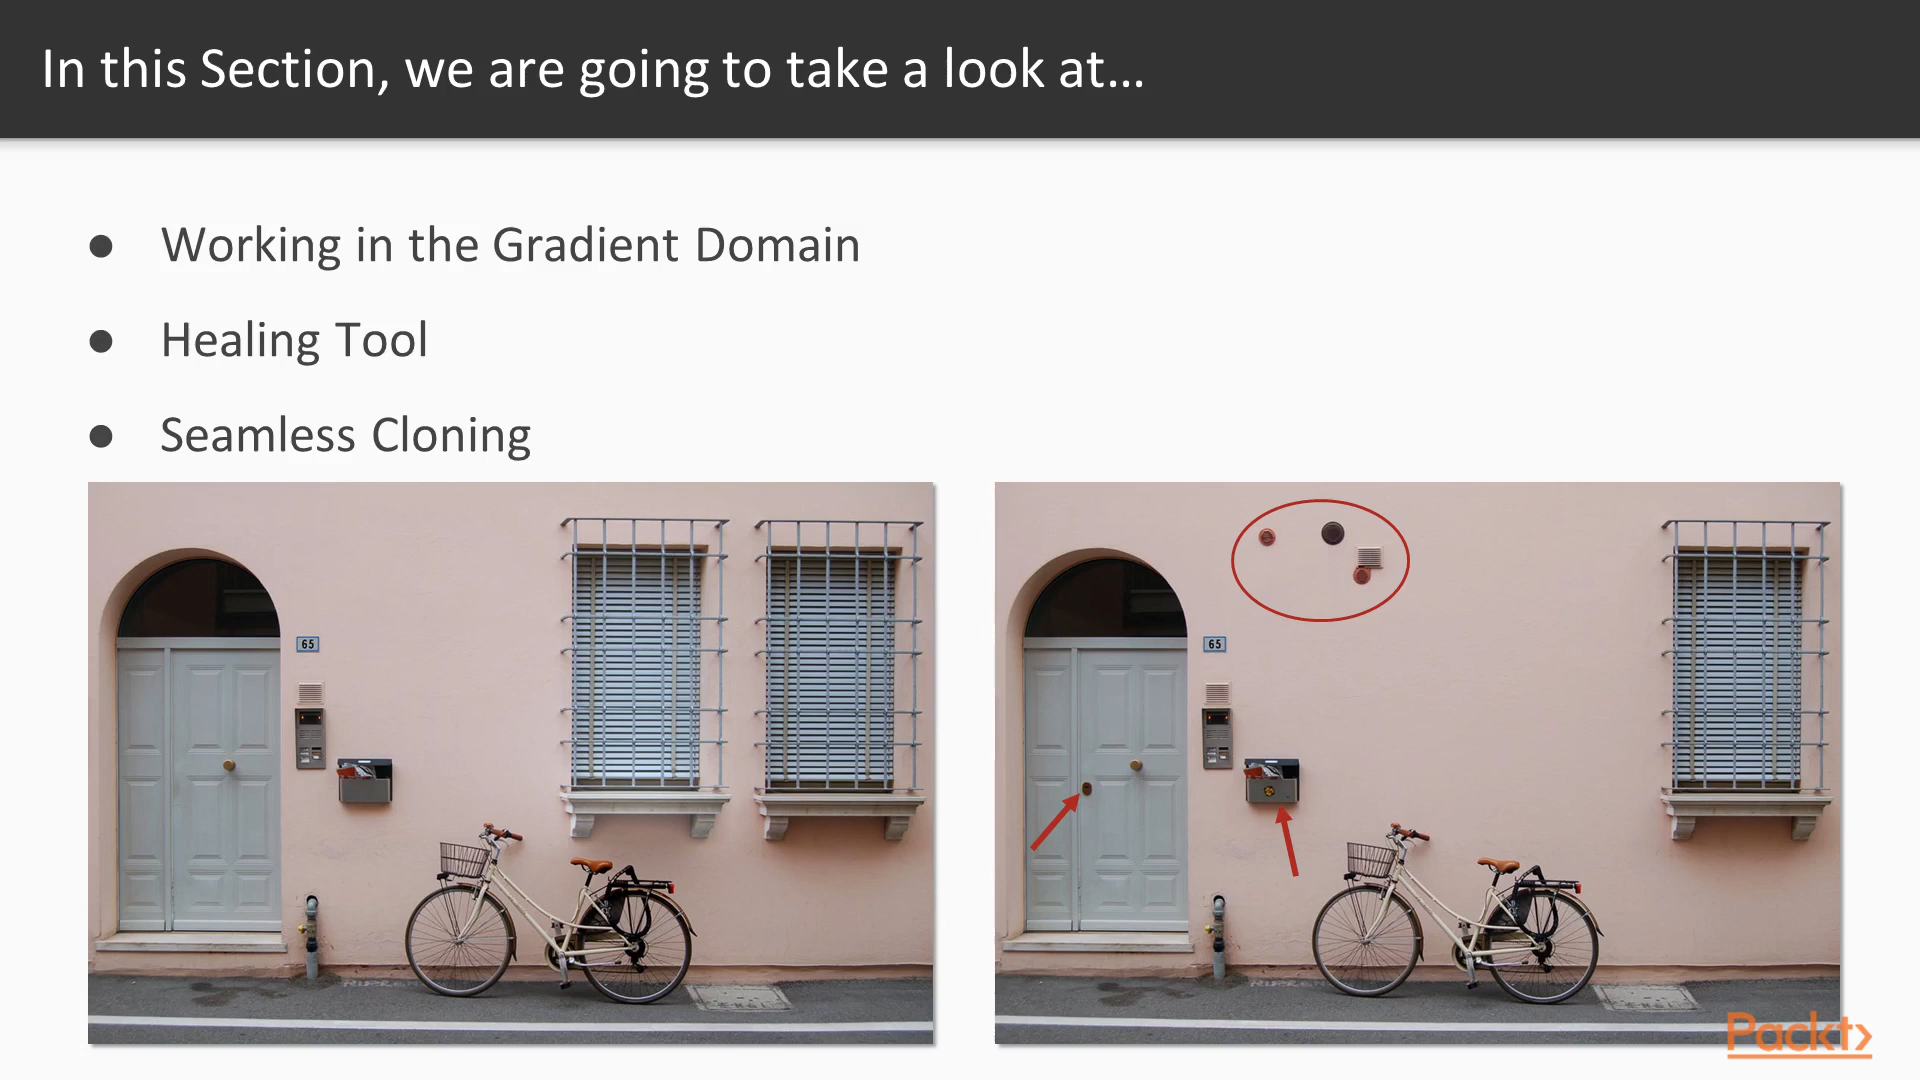 In this Section, we are going to take a look at...
● Working in the Gradient Domain
● Healing Tool
● Seamless Cloning
65
65
Packt>